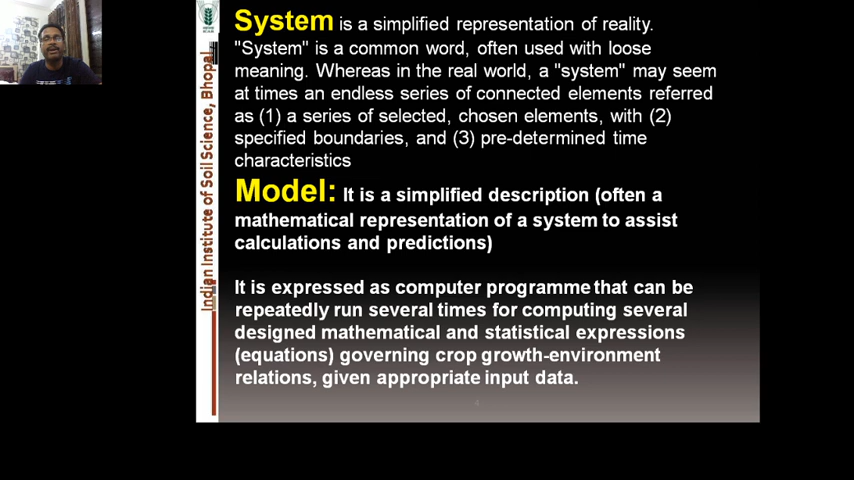 System is a simplified representation of reality.
"System" is a common word, often used with loose
meaning. Whereas in the real world, a "system" may seem
at times an endless series of connected elements referred
as (1) a series of selected, chosen elements, with (2)
specified boundaries, and (3) pre-determined time
characteristics
Model: It is a simplified description (often a
mathematical representation of a system to assist
calculations and predictions)
It is expressed as computer programme that can be
repeatedly run several times for computing several
designed mathematical and statistical expressions
(equations) governing crop growth-environment
relations, given appropriate input data.
4
Indian Institute of Soil Science, Bhopal